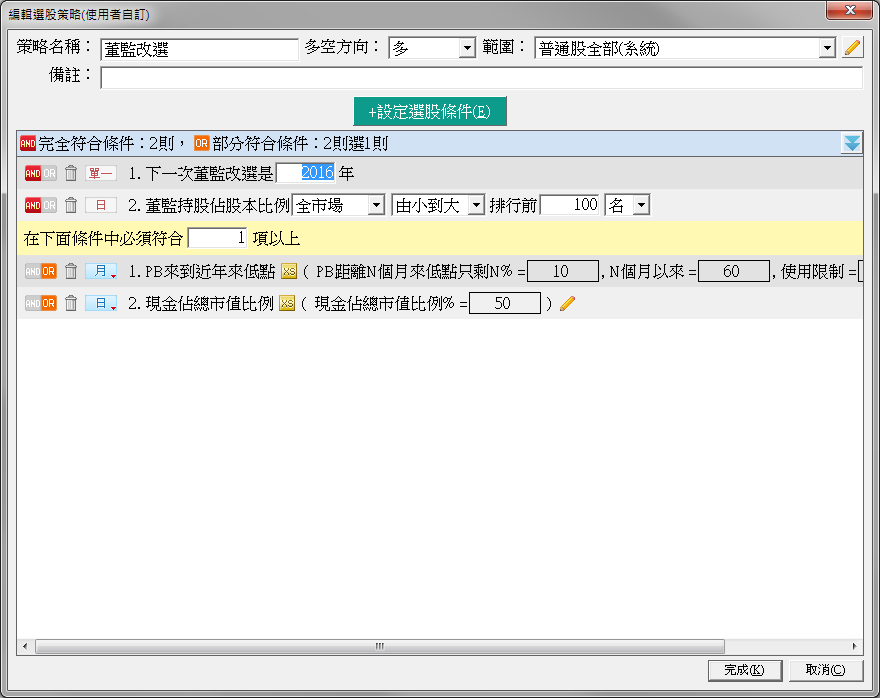 編輯選股策略(使用者自訂)
策略名稱： 董監改選 多空方向： 多 範圍： 普通股全部(系統)
備註：
+設定選股條件(E)
AND 完全符合條件：2則， OR 部分符合條件：2則選1則
AND OR 單一 1. 下一次董監改選是 2016 年
AND OR 日 2. 董監持股佔股本比例 全市場 由小到大 排行前 100 名
在下面條件中必須符合 1 項以上
AND OR 月 1. PB來到近年來低點 XS ( PB距離N個月來低點只剩N% = 10 , N個月以來 = 60 , 使用限制 =
AND OR 日 2. 現金佔總市值比例 XS ( 現金佔總市值比例% = 50 )
完成(K) 取消(C)